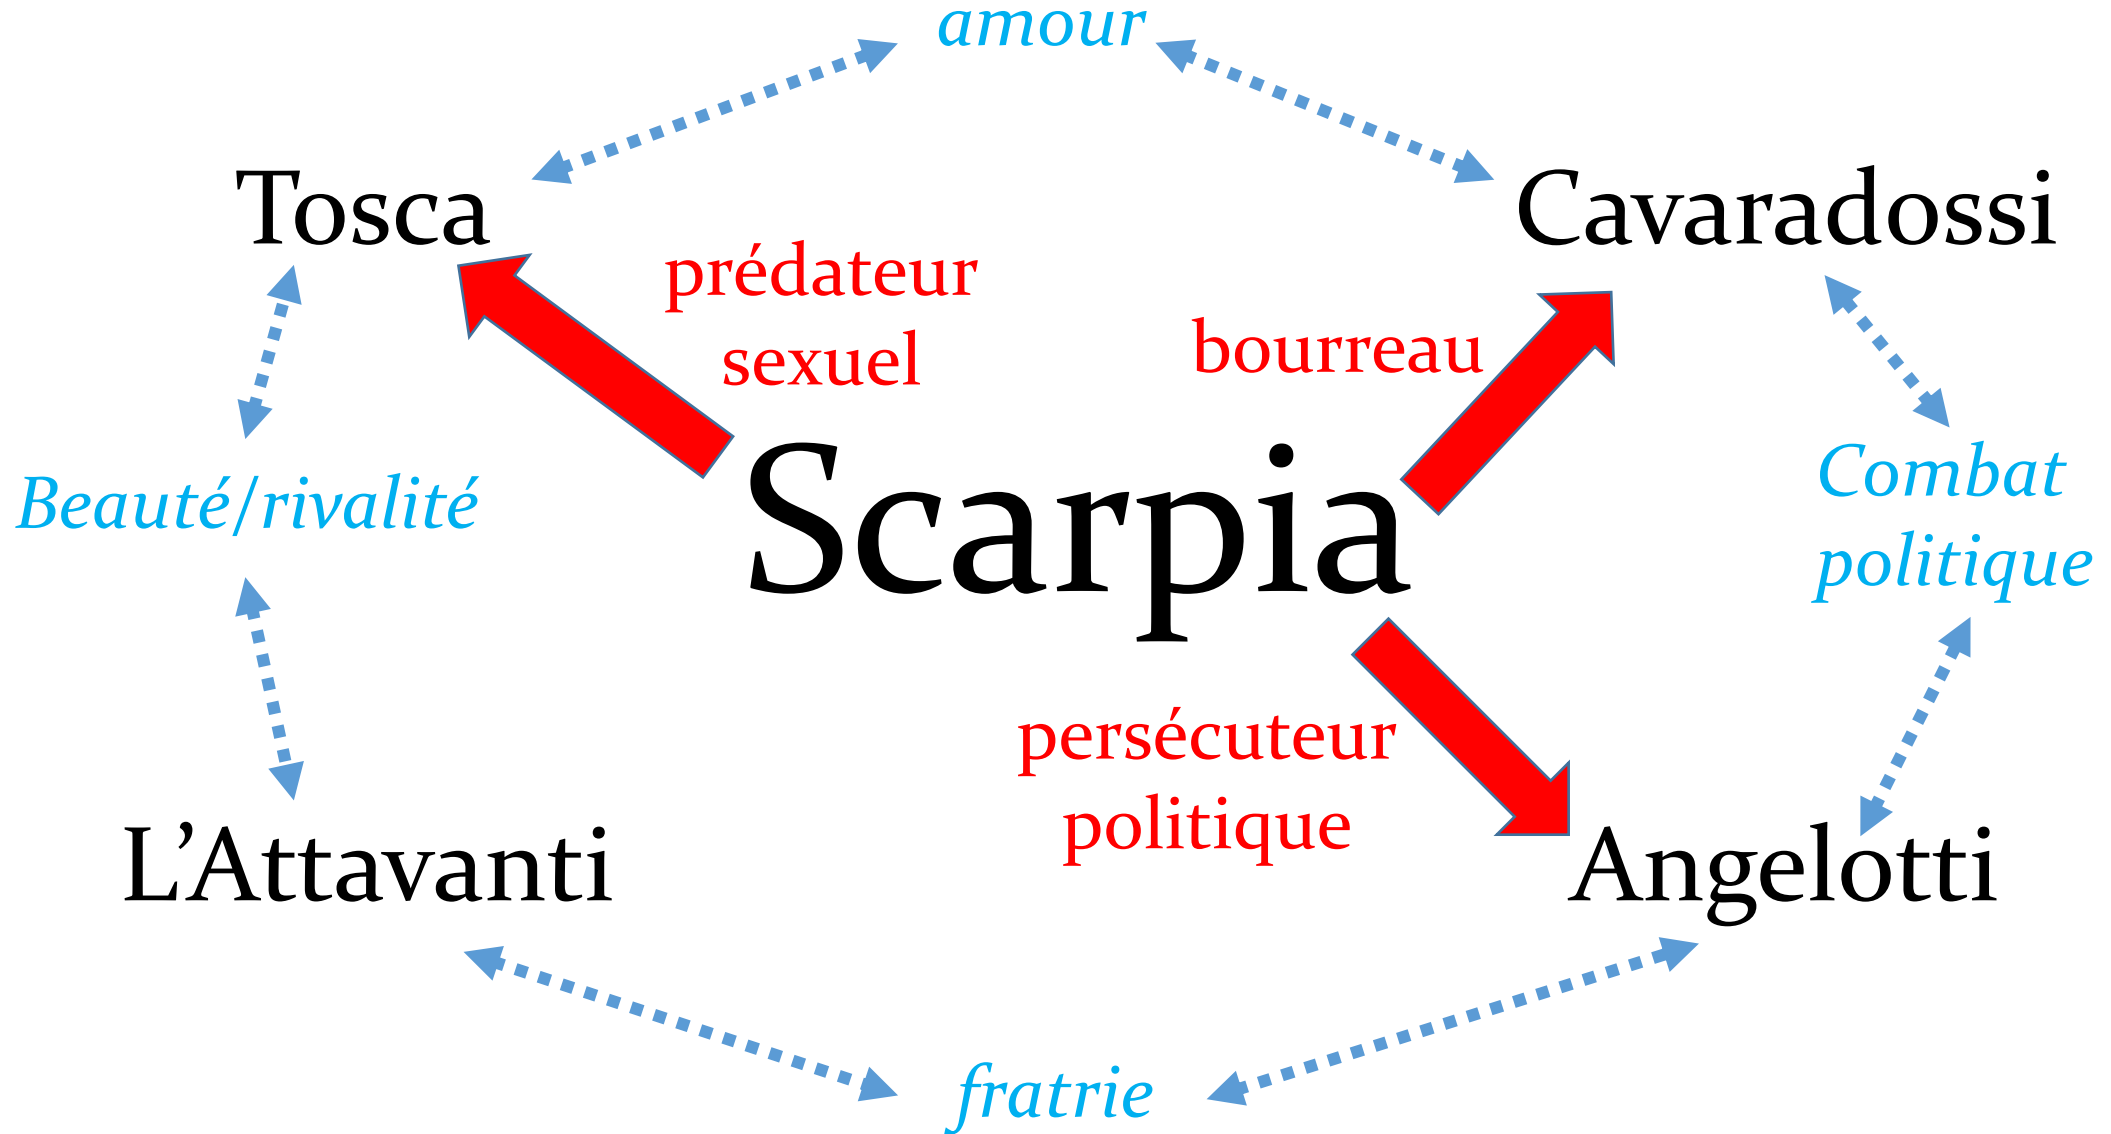 amour
Tosca
Cavaradossi
prédateur
sexuel
bourreau
Beauté/rivalité
Scarpia
Combat
politique
persécuteur
politique
L’Attavanti
Angelotti
fratrie